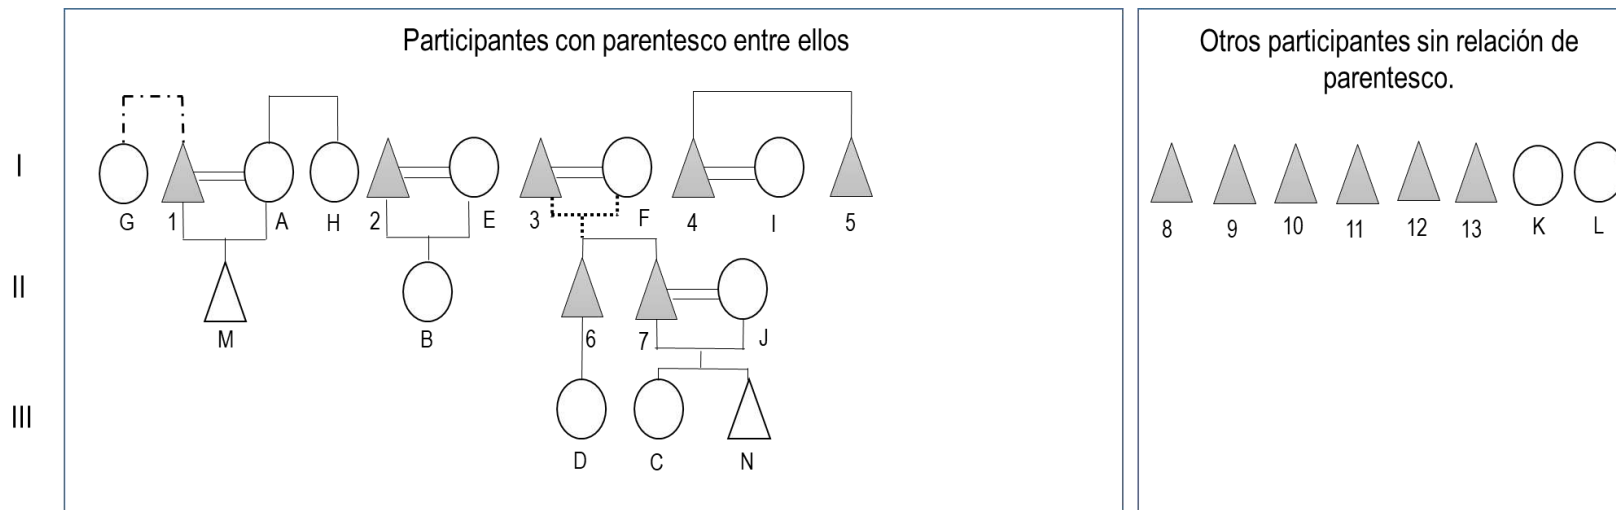 Participantes con parentesco entre ellos
Otros participantes sin relación de
parentesco.
I
G 1 A H 2 E 3 F 4 I 5
8 9 10 11 12 13 K L
II
M B 6 7 J
III
D C N